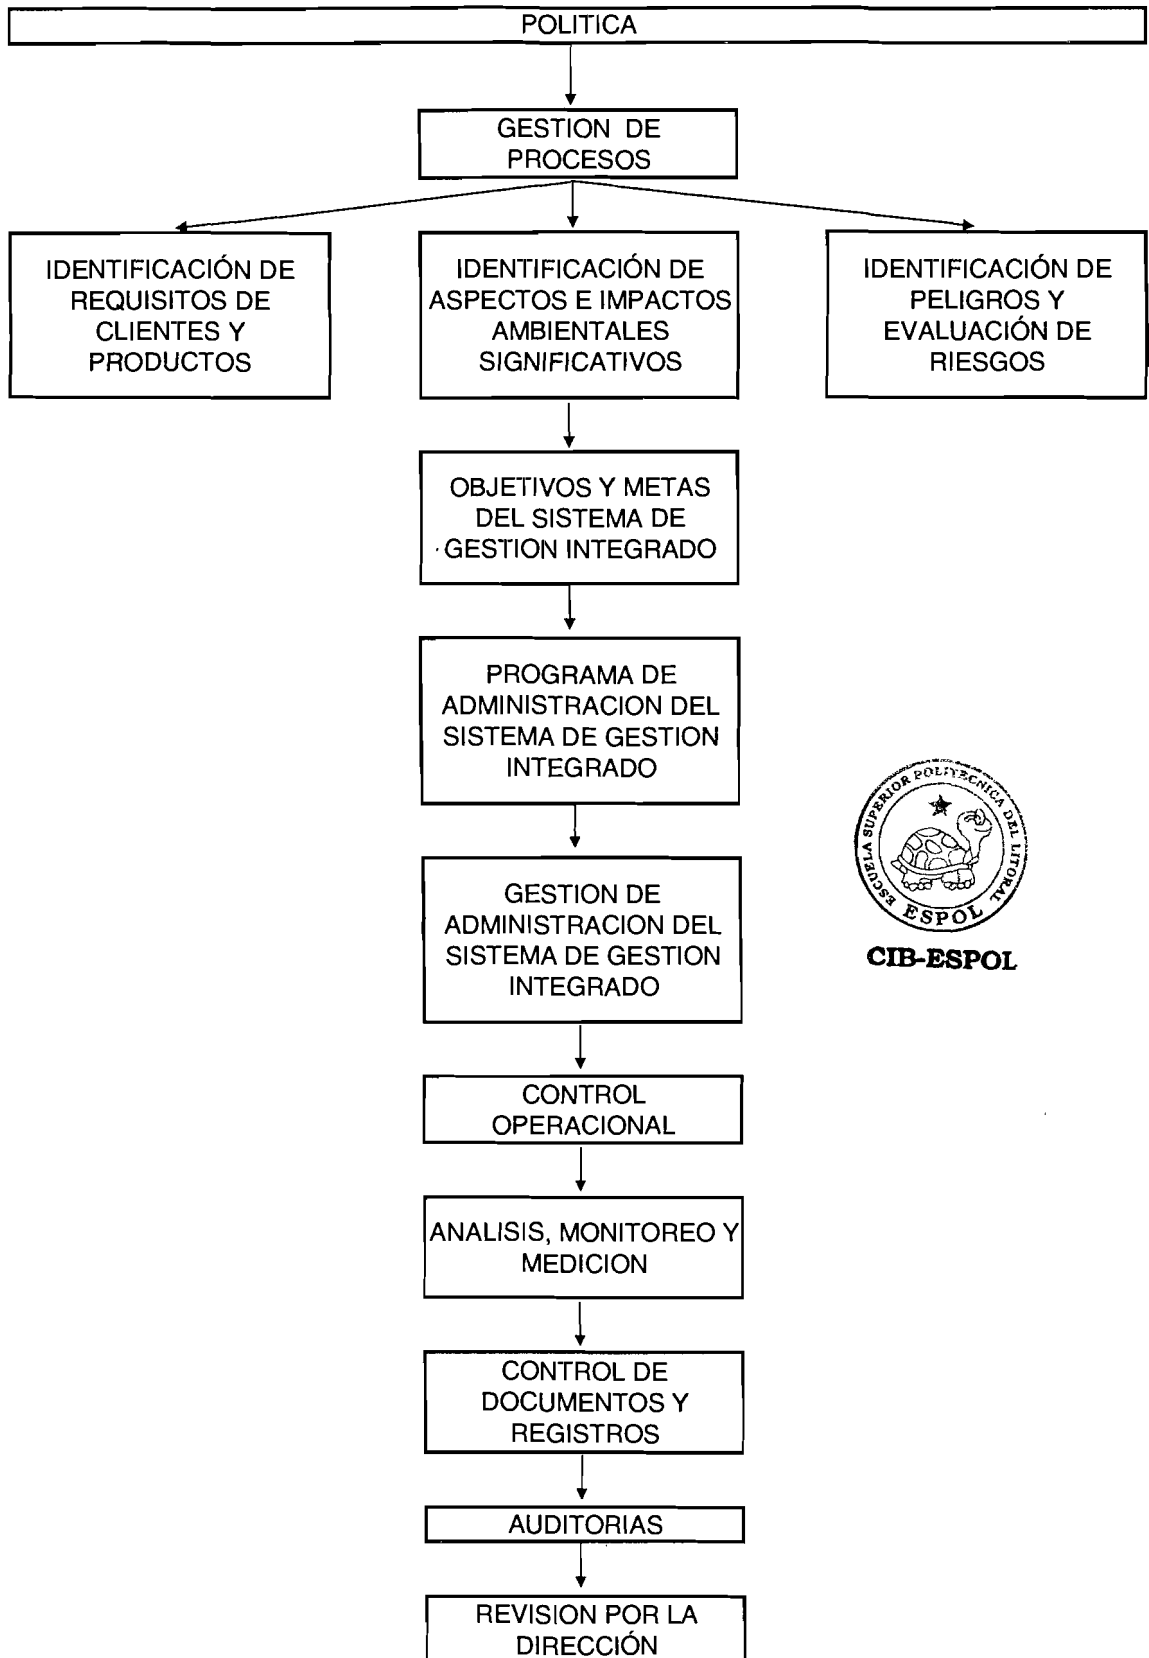 POLITICA
GESTION DE
PROCESOS
IDENTIFICACIÓN DE
REQUISITOS DE
CLIENTES Y
PRODUCTOS
IDENTIFICACIÓN DE
ASPECTOS E IMPACTOS
AMBIENTALES
SIGNIFICATIVOS
IDENTIFICACIÓN DE
PELIGROS Y
EVALUACIÓN DE
RIESGOS
OBJETIVOS Y METAS
DEL SISTEMA DE
GESTION INTEGRADO
PROGRAMA DE
ADMINISTRACION DEL
SISTEMA DE GESTION
INTEGRADO
ESCUELA SUPERIOR POLITECNICA DEL LITORAL
ESPOL
CIB-ESPOL
GESTION DE
ADMINISTRACION DEL
SISTEMA DE GESTION
INTEGRADO
CONTROL
OPERACIONAL
ANALISIS, MONITOREO Y
MEDICION
CONTROL DE
DOCUMENTOS Y
REGISTROS
AUDITORIAS
REVISION POR LA
DIRECCIÓN